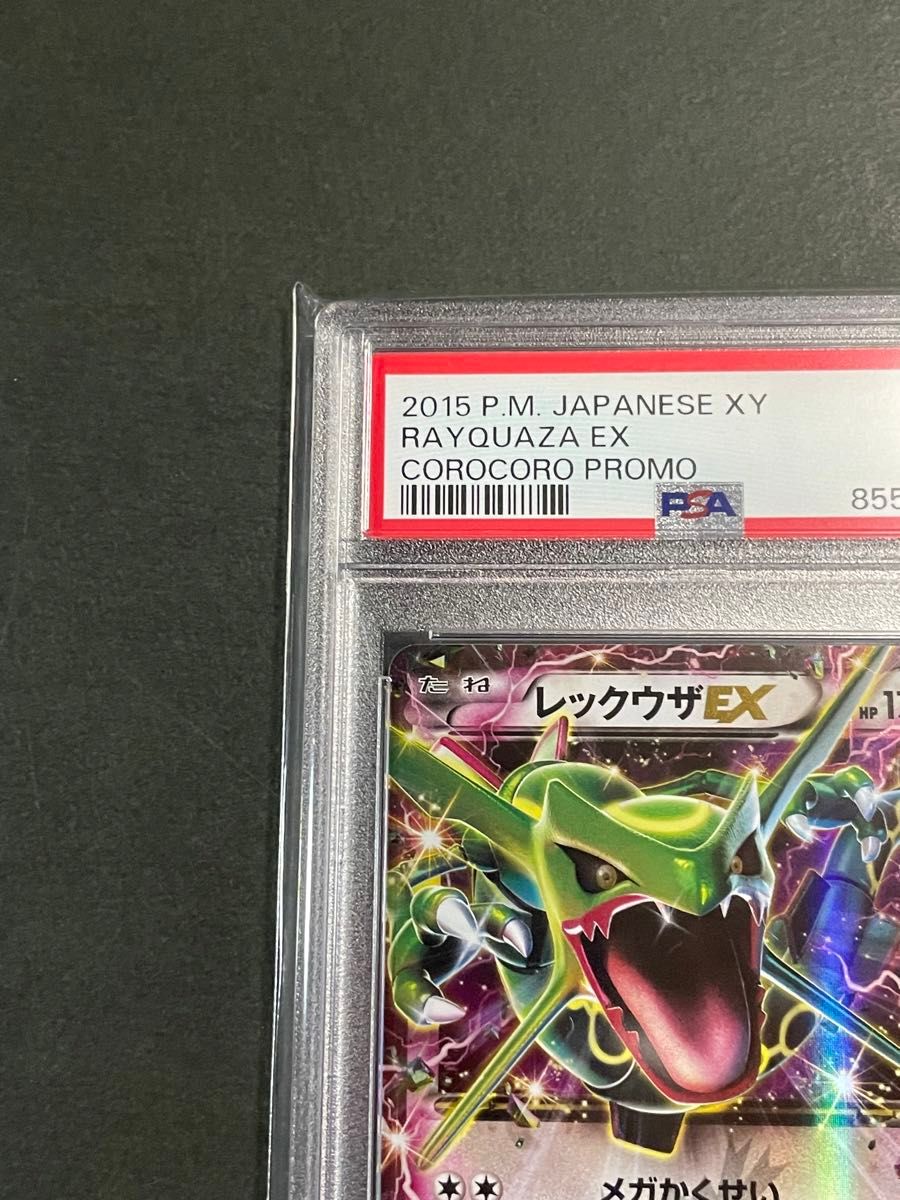 2015 P.M. JAPANESE XY
RAYQUAZA EX
COROCORO PROMO
PSA
855
たね
レックウザEX
HP 17
メガかくせい